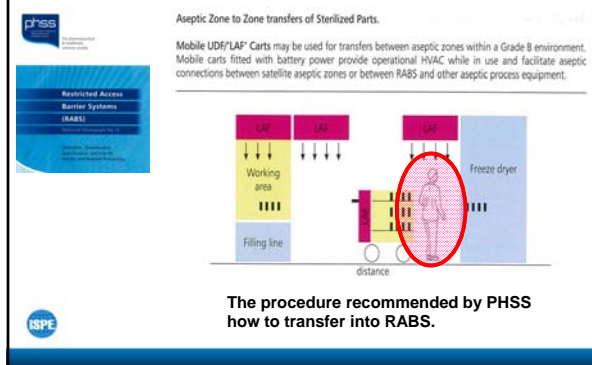 phss
Aseptic Zone to Zone transfers of Sterilized Parts.
Mobile UDF/'LAF' Carts may be used for transfers between aseptic zones within a Grade B environment.
Mobile carts fitted with battery power provide operational HVAC while in use and facilitate aseptic
connections between satellite aseptic zones or between RABS and other aseptic process equipment.
Restricted Access
Barrier Systems
(RABS)
LAF
LAF
LAF
Working
area
Freeze dryer
LAF
Filling line
distance
The procedure recommended by PHSS
how to transfer into RABS.
ISPE